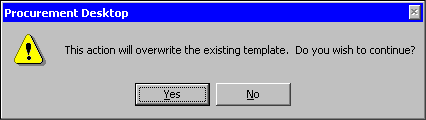 Procurement Desktop
This action will overwrite the existing template.  Do you wish to continue?
Yes
No